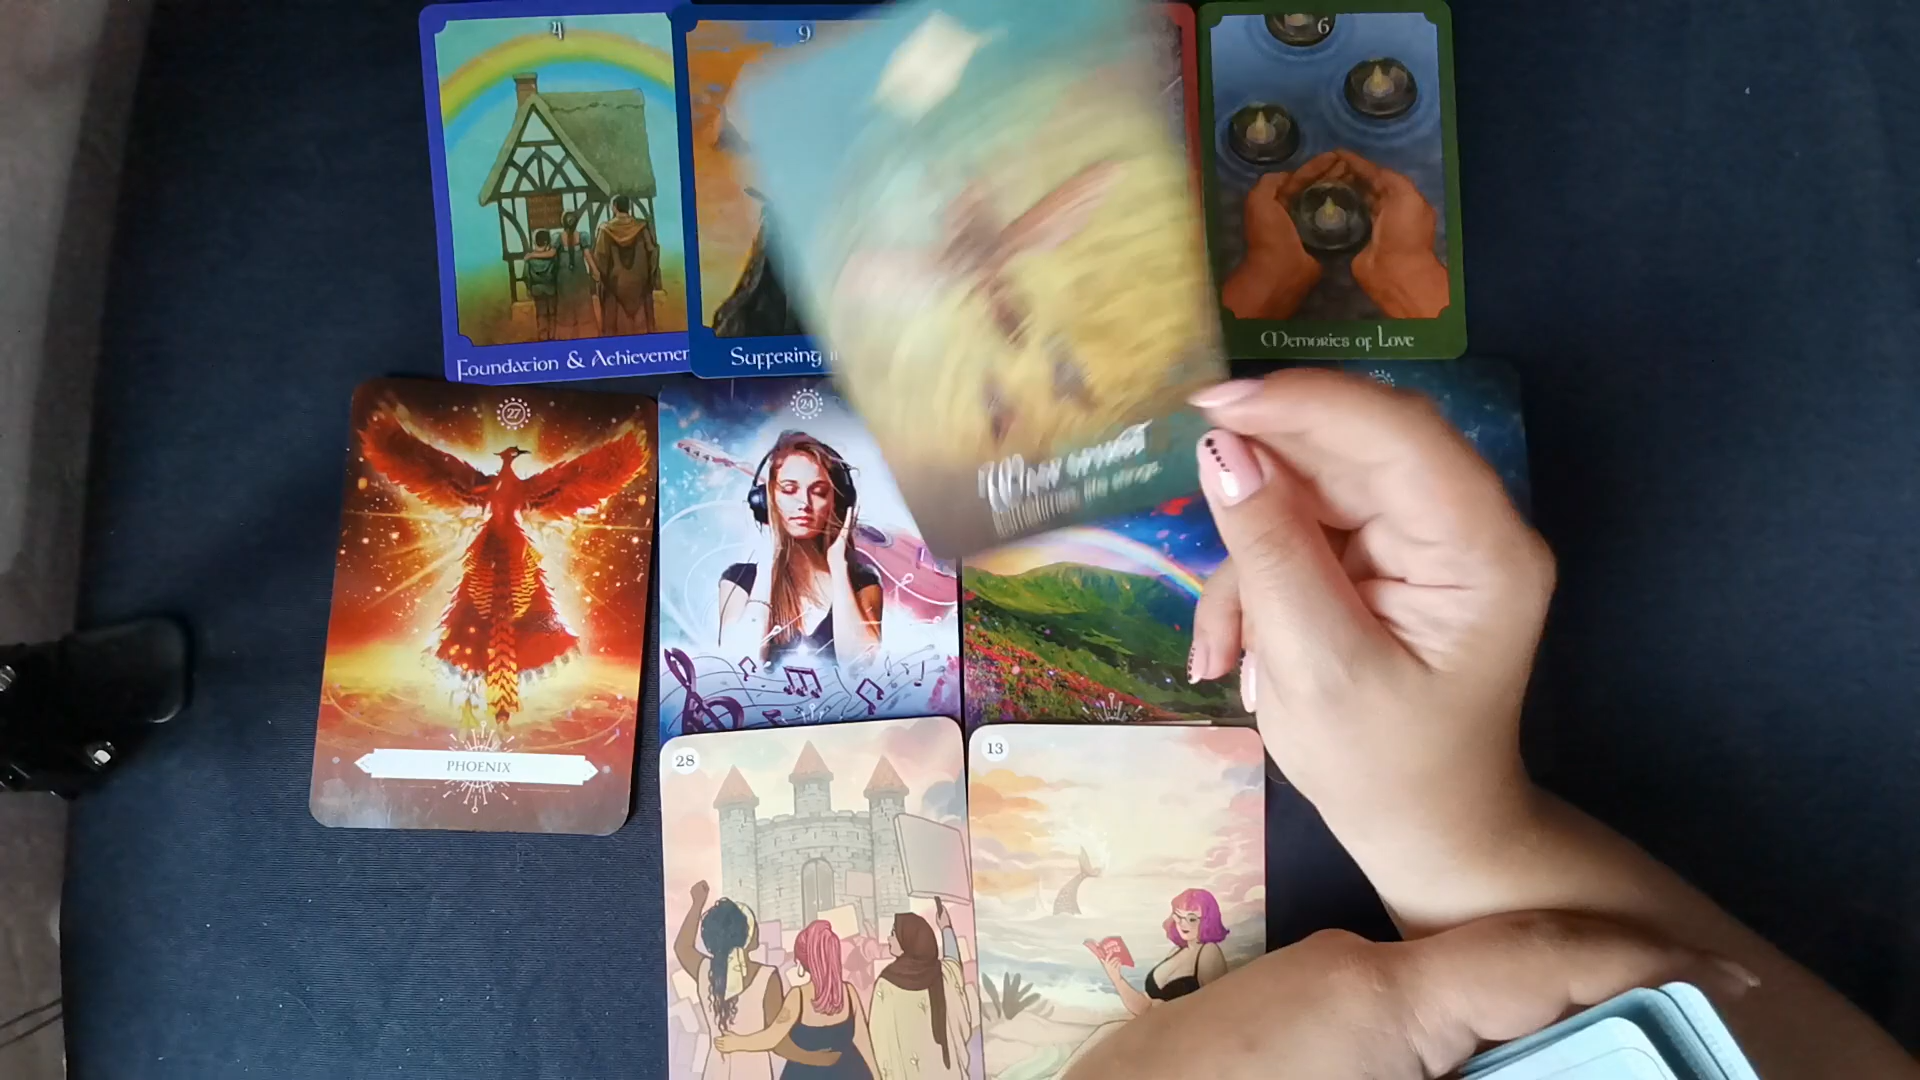 4
9
6
Foundation & Achievemen
Suffering
Memories of Love
27
24
PHOENIX
28
13